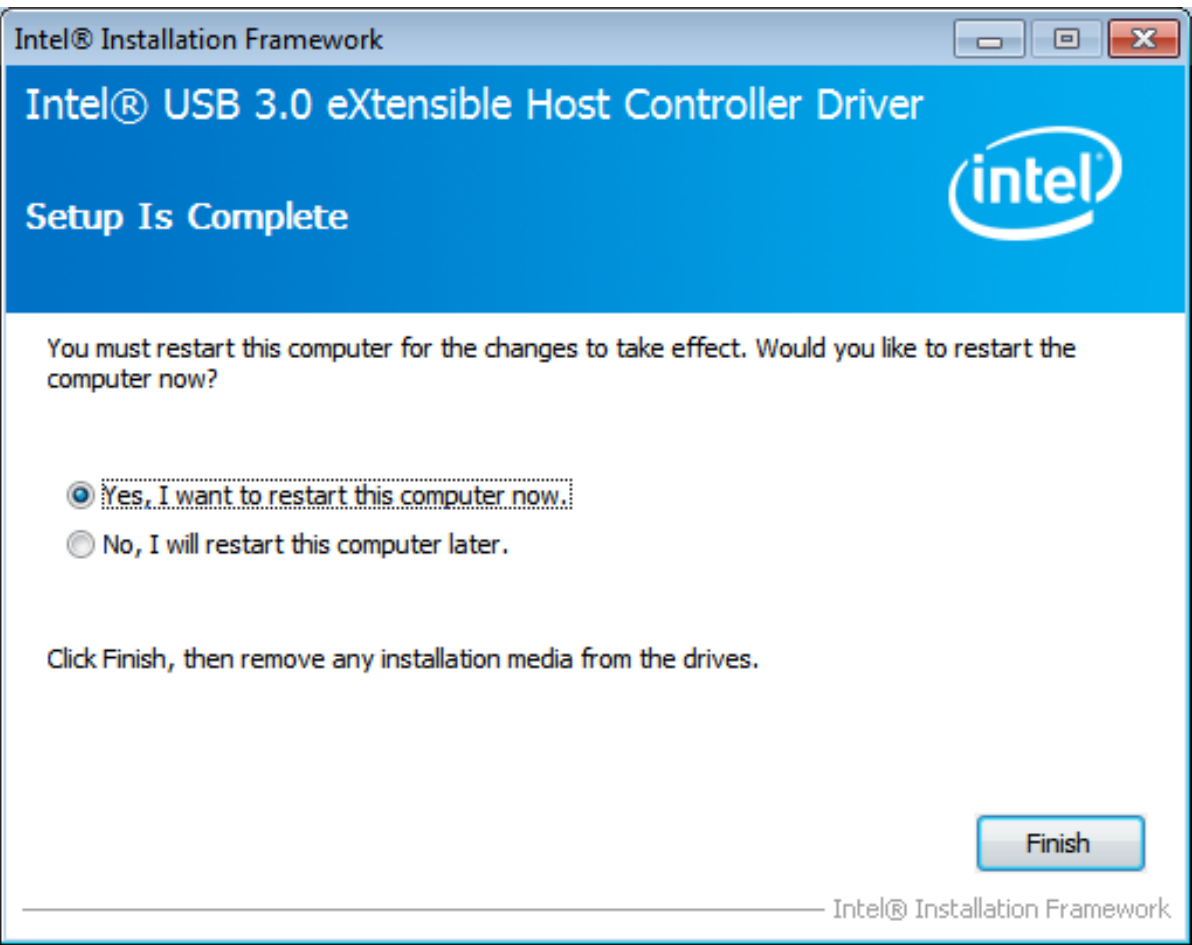 Intel® Installation Framework
Intel® USB 3.0 eXtensible Host Controller Driver
intel
Setup Is Complete
You must restart this computer for the changes to take effect. Would you like to restart the
computer now?
Yes, I want to restart this computer now.
No, I will restart this computer later.
Click Finish, then remove any installation media from the drives.
Finish
Intel® Installation Framework